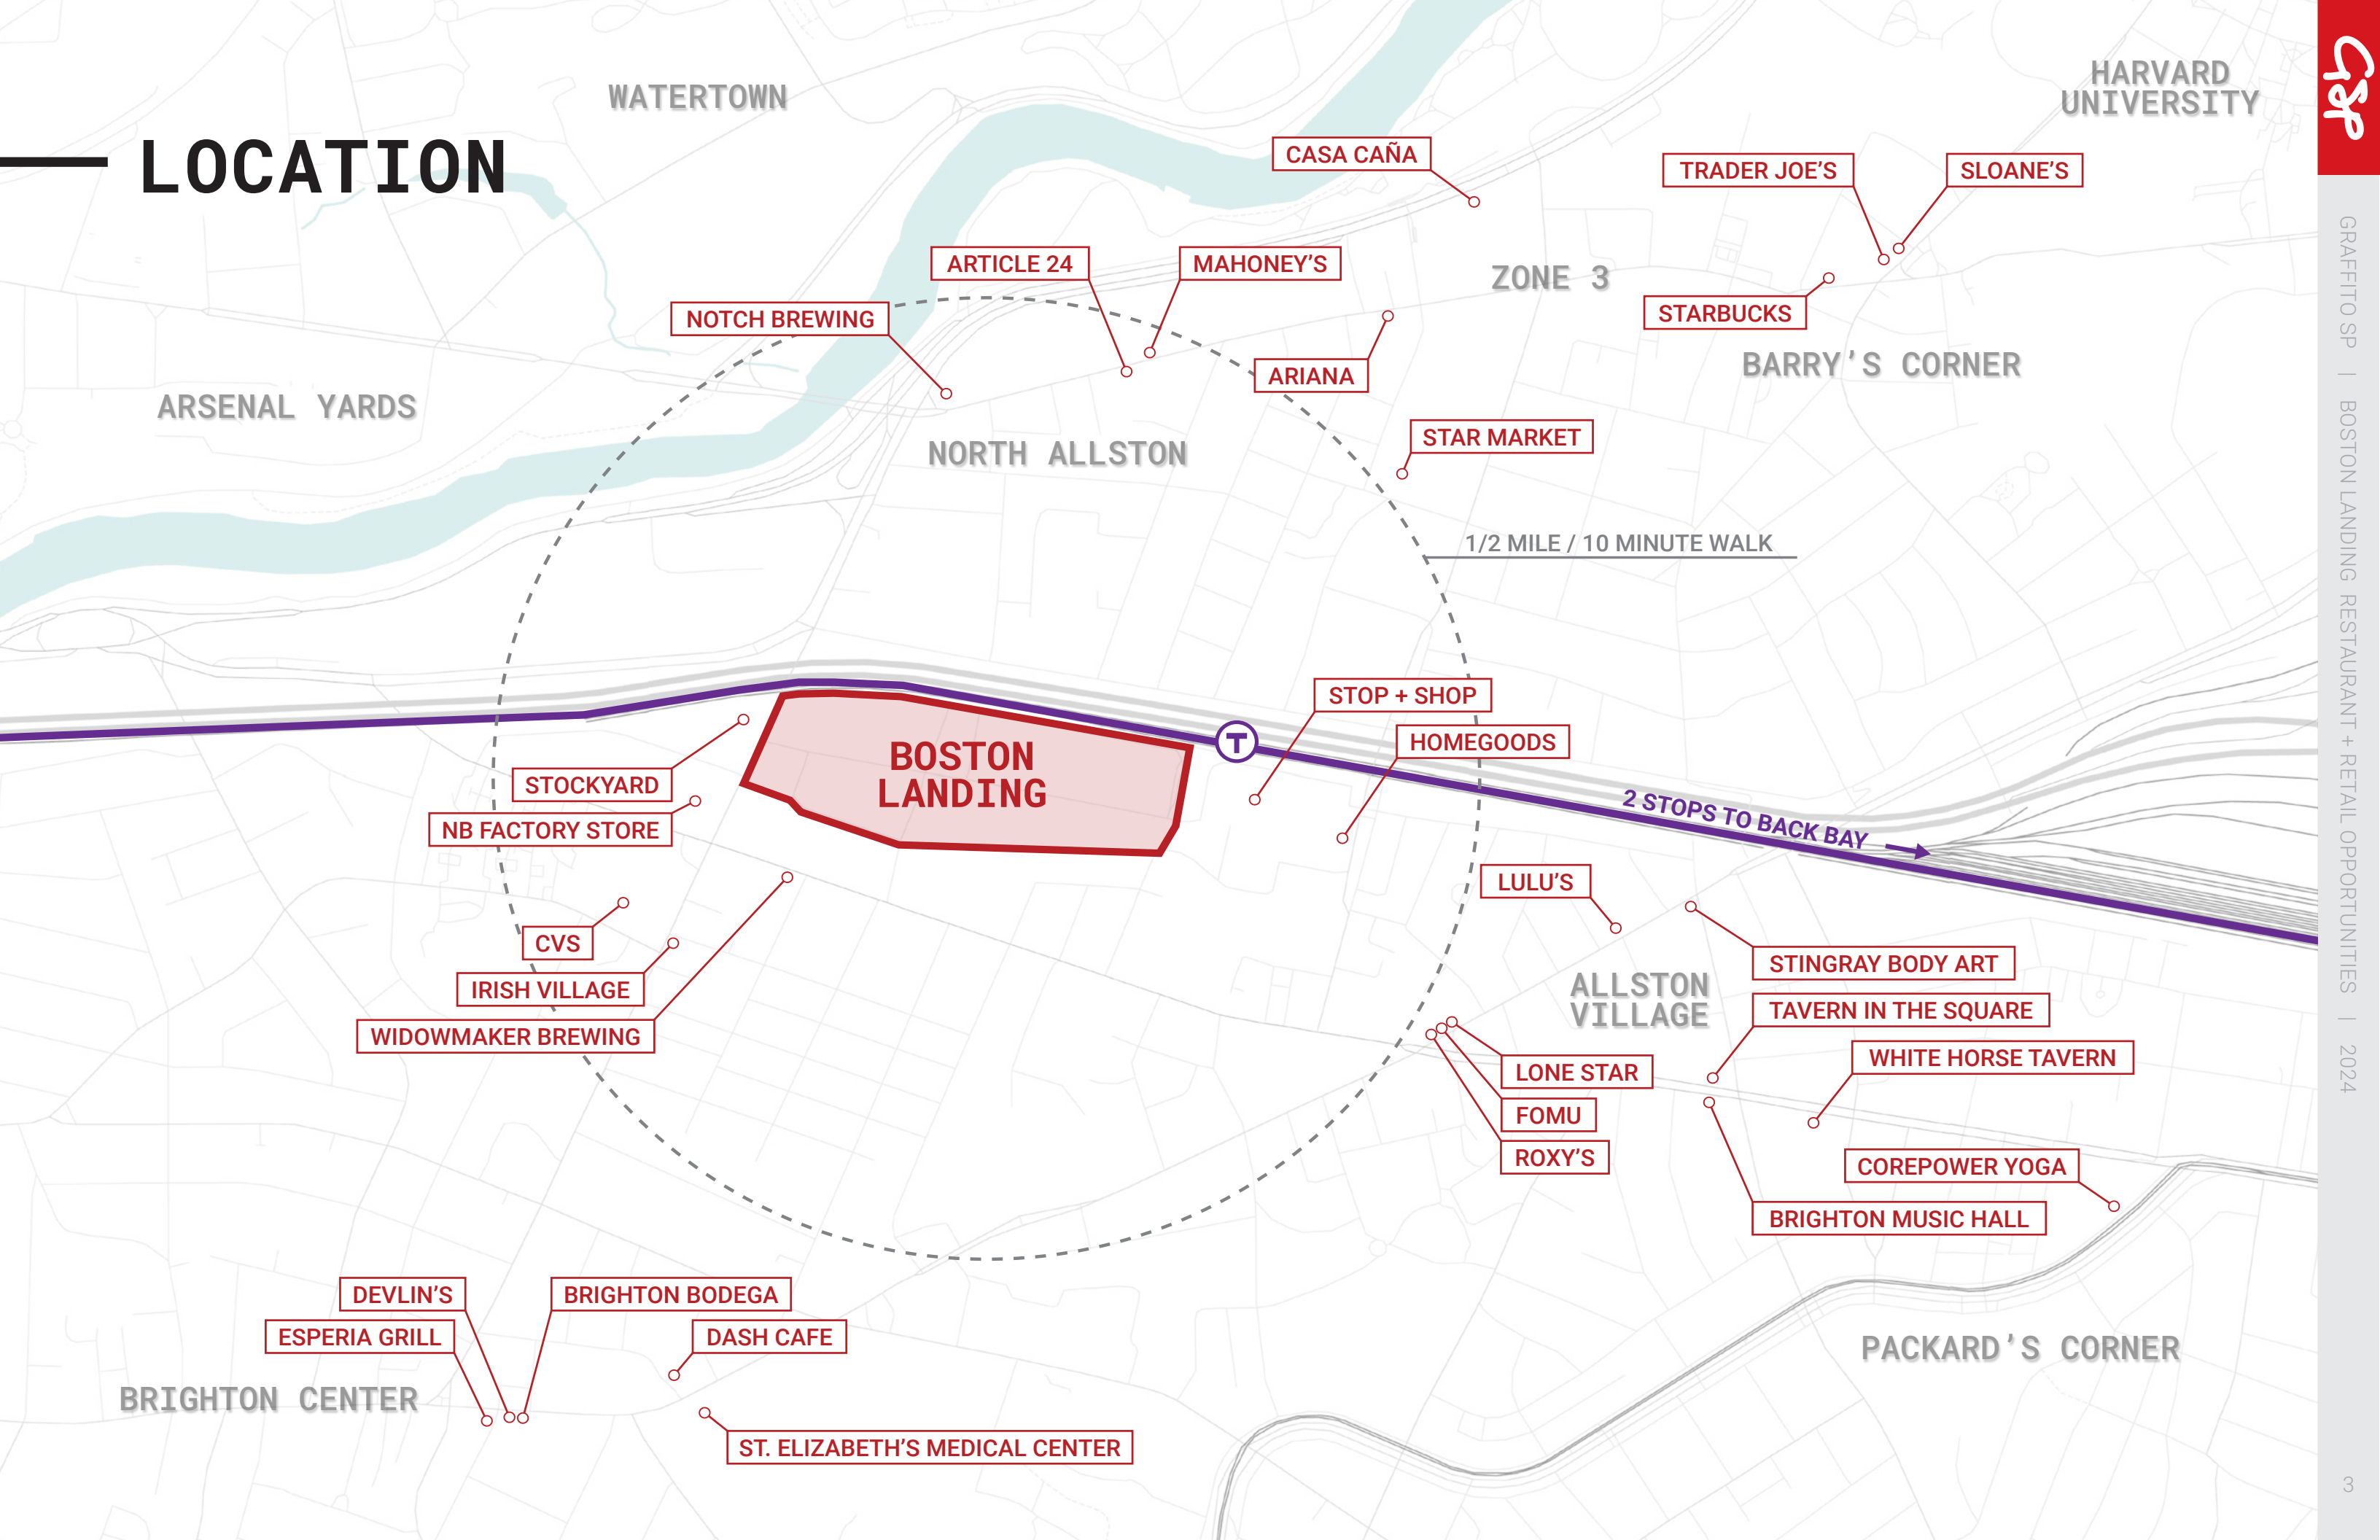 LOCATION
WATERTOWN
HARVARD
UNIVERSITY
CASA CAÑA
TRADER JOE'S
SLOANE'S
ARTICLE 24
MAHONEY'S
ZONE 3
NOTCH BREWING
STARBUCKS
ARIANA
BARRY'S CORNER
ARSENAL YARDS
STAR MARKET
NORTH ALLSTON
1/2 MILE / 10 MINUTE WALK
STOP + SHOP
HOMEGOODS
T
BOSTON
LANDING
STOCKYARD
NB FACTORY STORE
2 STOPS TO BACK BAY
LULU'S
CVS
STINGRAY BODY ART
IRISH VILLAGE
ALLSTON
VILLAGE
TAVERN IN THE SQUARE
WIDOWMAKER BREWING
WHITE HORSE TAVERN
LONE STAR
FOMU
ROXY'S
COREPOWER YOGA
BRIGHTON MUSIC HALL
DEVLIN'S
BRIGHTON BODEGA
ESPERIA GRILL
DASH CAFE
PACKARD'S CORNER
BRIGHTON CENTER
ST. ELIZABETH'S MEDICAL CENTER
GSP
GRAFFITO SP | BOSTON LANDING RESTAURANT + RETAIL OPPORTUNITIES | 2024
3